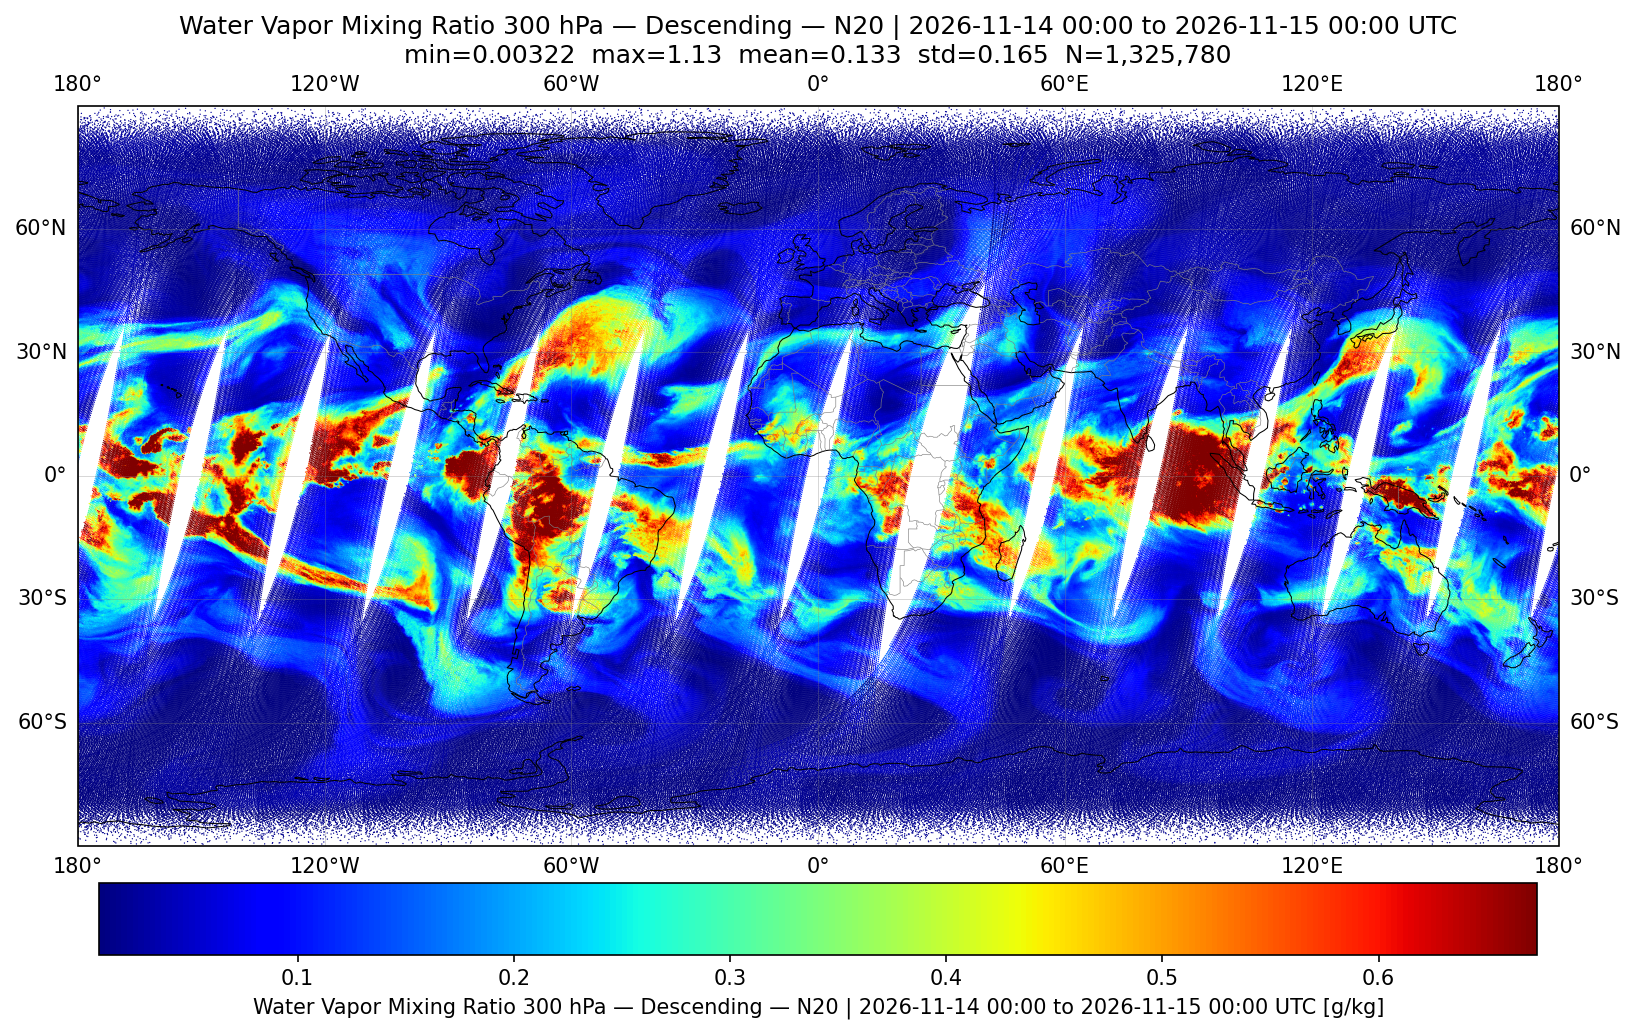 Water Vapor Mixing Ratio 300 hPa — Descending — N20 | 2026-11-14 00:00 to 2026-11-15 00:00 UTC
min=0.00322 max=1.13 mean=0.133 std=0.165 N=1,325,780
180° 120°W 60°W 0° 60°E 120°E 180°
60°N 60°N
30°N 30°N
0° 0°
30°S 30°S
60°S 60°S
180° 120°W 60°W 0° 60°E 120°E 180°
0.1 0.2 0.3 0.4 0.5 0.6
Water Vapor Mixing Ratio 300 hPa — Descending — N20 | 2026-11-14 00:00 to 2026-11-15 00:00 UTC [g/kg]